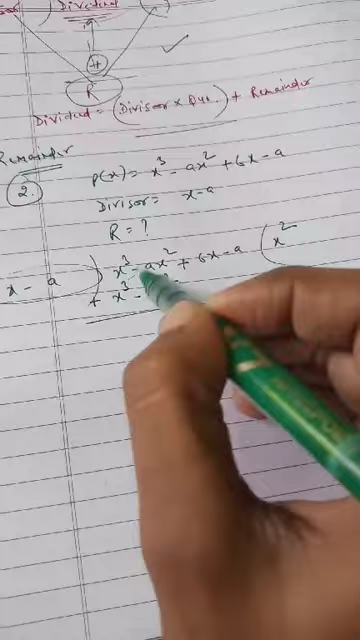 Dividend
+
R
Dividend = (Divisor × Quo.) + Remainder
Remainder
2. p(x) = x³ - ax² + 6x - a
Divisor = x - a
R = ?
x - a ) x³ - ax² + 6x - a ( x²
+ x³ -